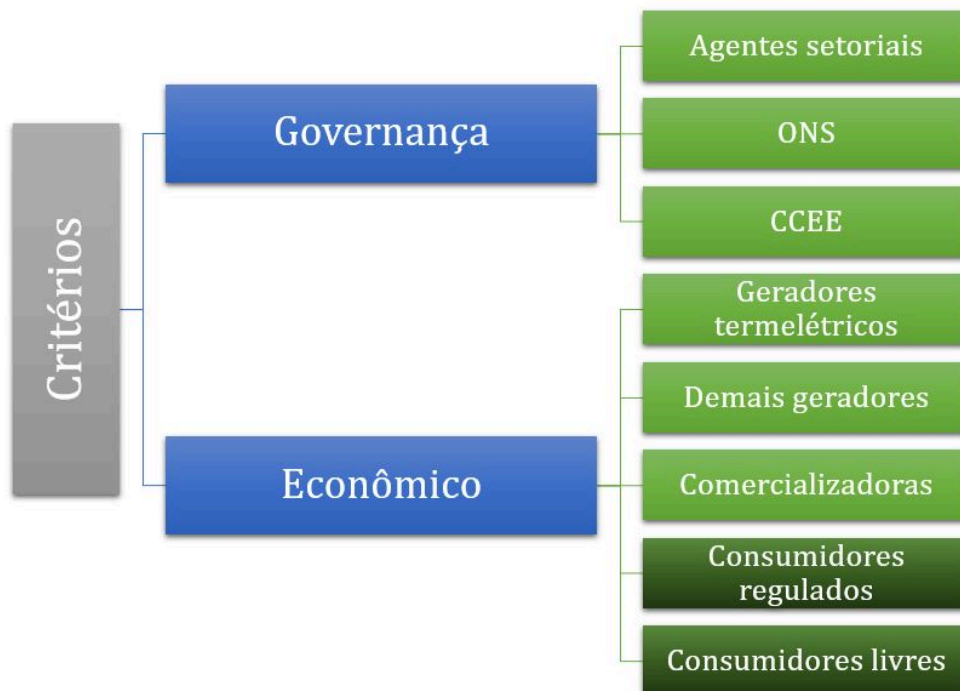 Critérios
Governança
Agentes setoriais
ONS
CCEE
Econômico
Geradores
termelétricos
Demais geradores
Comercializadoras
Consumidores
regulados
Consumidores livres